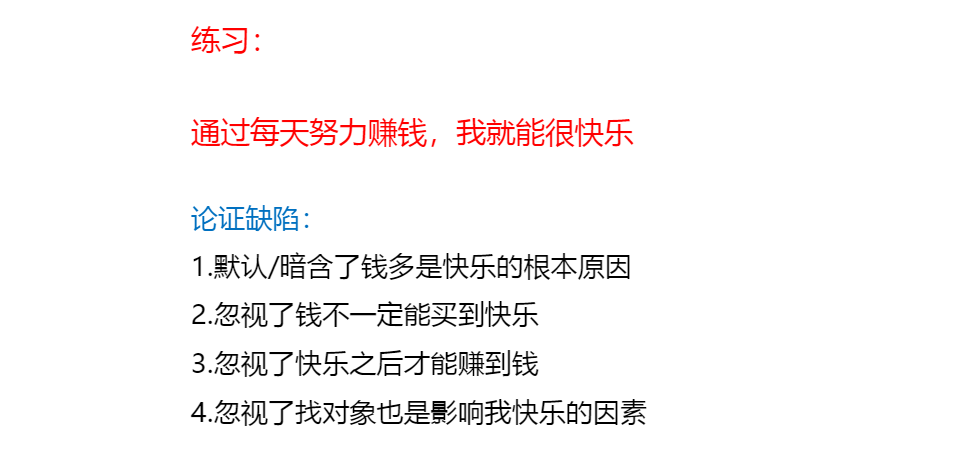 练习：
通过每天努力赚钱，我就能很快乐
论证缺陷：
1.默认/暗含了钱多是快乐的根本原因
2.忽视了钱不一定能买到快乐
3.忽视了快乐之后才能赚到钱
4.忽视了找对象也是影响我快乐的因素